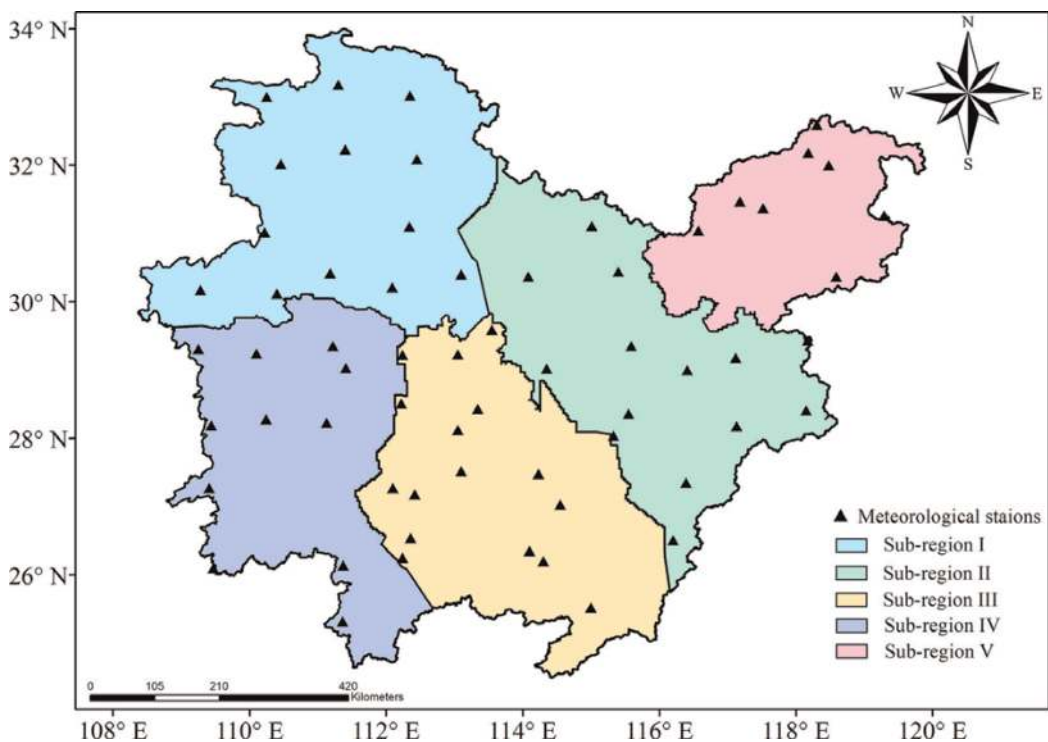 34° N
32° N
30° N
28° N
26° N
N
W
E
S
Meteorological staions
Sub-region I
Sub-region II
Sub-region III
Sub-region IV
Sub-region V
0 105 210 420
Kilometers
108° E 110° E 112° E 114° E 116° E 118° E 120° E